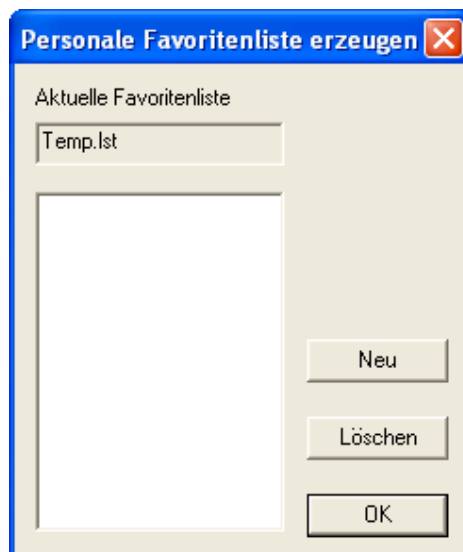 Personale Favoritenliste erzeugen
Aktuelle Favoritenliste
Temp.lst
Neu
Löschen
OK